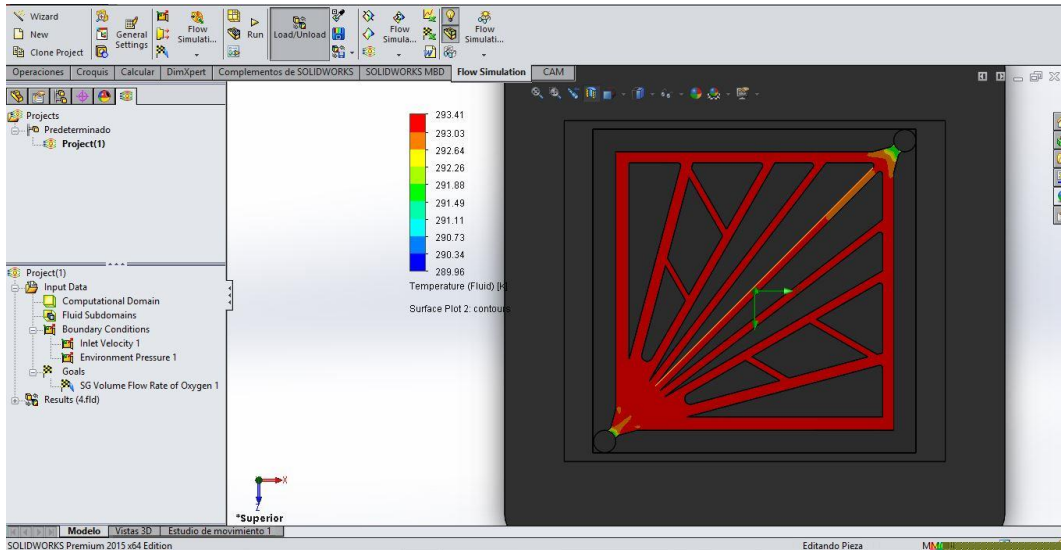 Wizard
New
Clone Project
General Settings
Flow Simulati...
Run
Load/Unload
Flow Simula...
Flow Simulati...
Operaciones Croquis Calcular DimXpert Complementos de SOLIDWORKS SOLIDWORKS MBD Flow Simulation CAM
Projects
Predeterminado
Project(1)
293.41
293.03
292.64
292.26
291.88
291.49
291.11
290.73
290.34
289.96
Temperature (Fluid) [K]
Surface Plot 2: contours
Project(1)
Input Data
Computational Domain
Fluid Subdomains
Boundary Conditions
Inlet Velocity 1
Environment Pressure 1
Goals
SG Volume Flow Rate of Oxygen 1
Results (4.fld)
X
Z
*Superior
Modelo Vistas 3D Estudio de movimiento 1
SOLIDWORKS Premium 2015 x64 Edition Editando Pieza